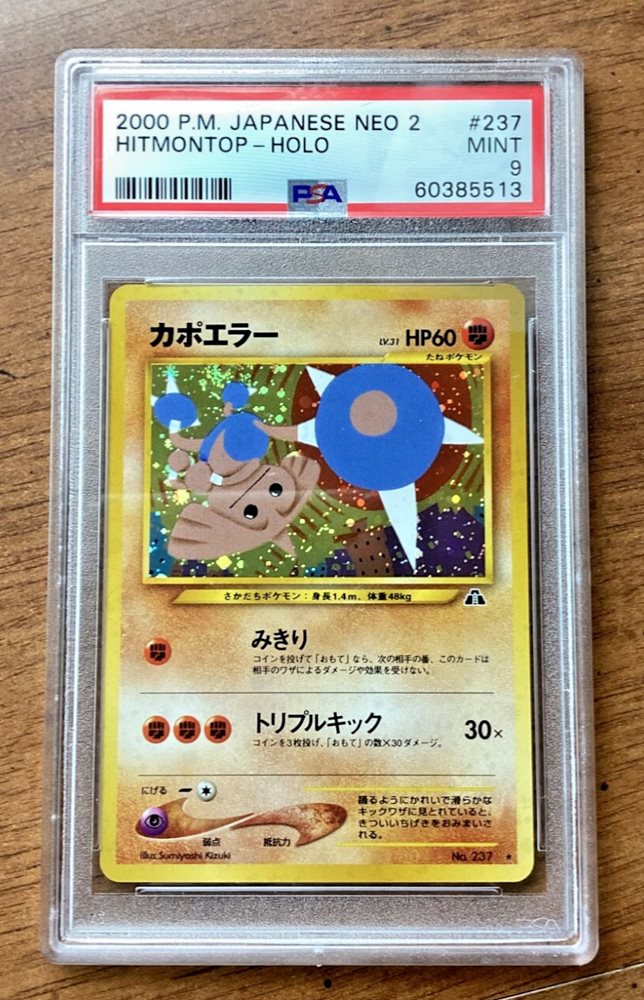 2000 P.M. JAPANESE NEO 2 #237
HITMONTOP - HOLO MINT
9
PSA 60385513
カポエラー LV.31 HP60
たねポケモン
さかだちポケモン：身長1.4m、体重48kg
みきり
コインを投げて「おもて」なら、次の相手の番、このカードは
相手のワザによるダメージや効果を受けない。
トリプルキック 30×
コインを3枚投げ、「おもて」の数×30ダメージ。
にげる
弱点 抵抗力
踊るようにかれいで滑らかな
キックワザに見とれていると、
きついいちげきをおみまいさ
れる。
Illus.Sumiyoshi Kizuki
No. 237 ★
PSA